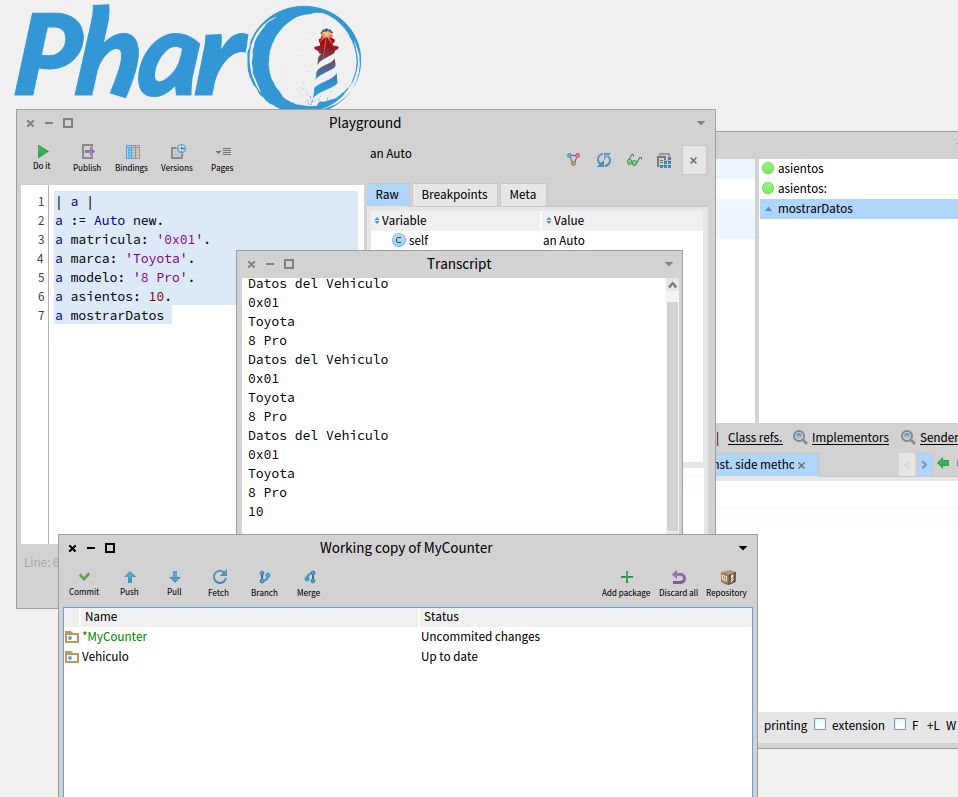 Pharo
Playground
Do it
Publish
Bindings
Versions
Pages
an Auto
Raw
Breakpoints
Meta
Variable
Value
self
an Auto
1 | a |
2 a := Auto new.
3 a matricula: '0x01'.
4 a marca: 'Toyota'.
5 a modelo: '8 Pro'.
6 a asientos: 10.
7 a mostrarDatos
Line: 6
Transcript
Datos del Vehiculo
0x01
Toyota
8 Pro
Datos del Vehiculo
0x01
Toyota
8 Pro
Datos del Vehiculo
0x01
Toyota
8 Pro
10
asientos
asientos:
mostrarDatos
Class refs.
Implementors
Sender
nst. side methc
printing
extension
F
+L
W
Working copy of MyCounter
Commit
Push
Pull
Fetch
Branch
Merge
Add package
Discard all
Repository
Name
Status
*MyCounter
Uncommited changes
Vehiculo
Up to date